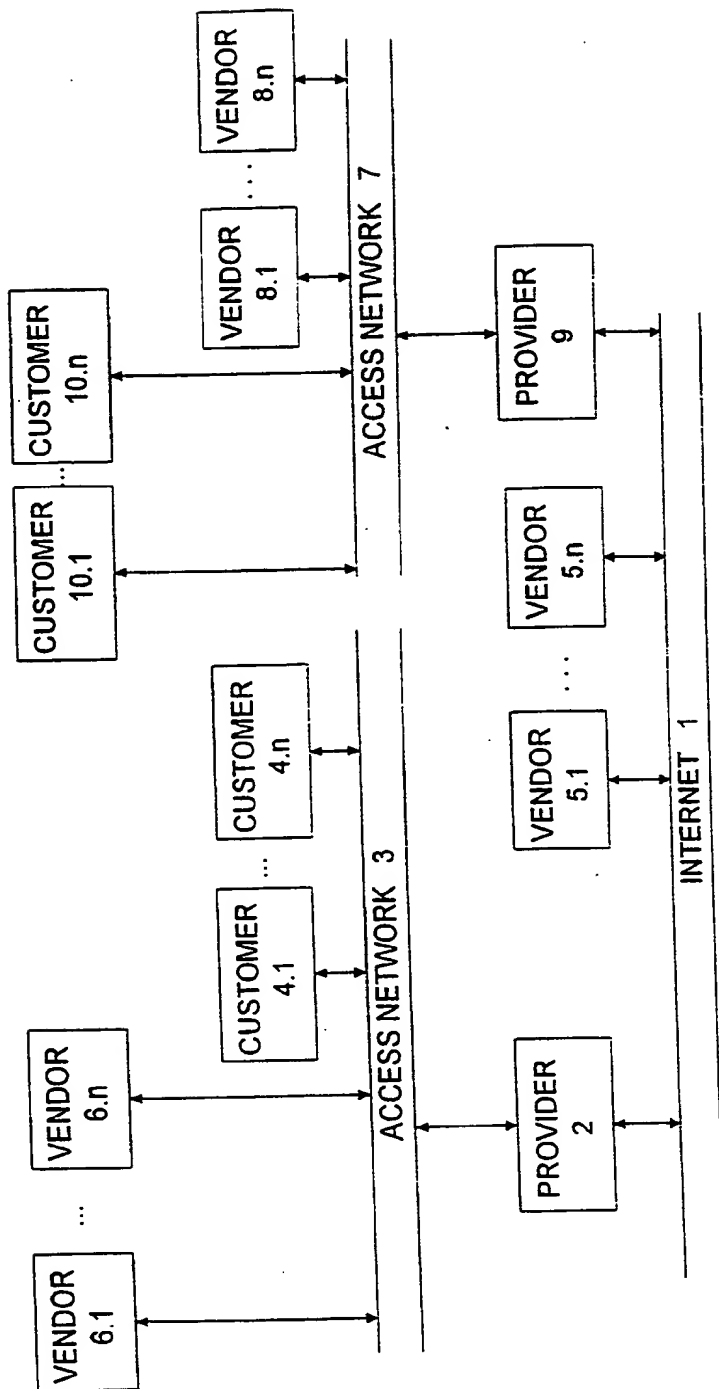 VENDOR
6.1
...
VENDOR
6.n
CUSTOMER
4.1
...
CUSTOMER
4.n
CUSTOMER
10.1
...
CUSTOMER
10.n
VENDOR
8.1
....
VENDOR
8.n
ACCESS NETWORK 3
ACCESS NETWORK 7
PROVIDER
2
VENDOR
5.1
....
VENDOR
5.n
PROVIDER
9
INTERNET 1